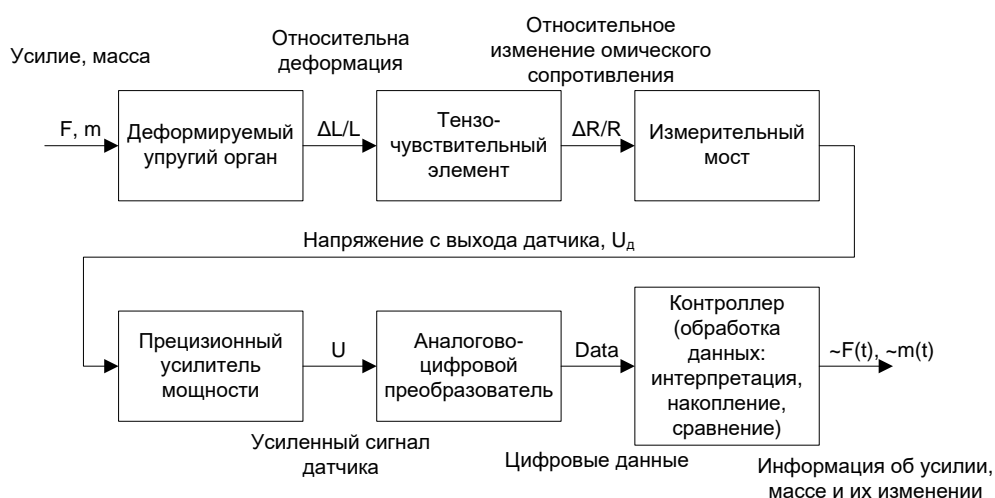 Усилие, масса
Относительна
деформация
Относительное
изменение омического
сопротивления
F, m
Деформируемый
упругий орган
ΔL/L
Тензо-
чувствительный
элемент
ΔR/R
Измерительный
мост
Напряжение с выхода датчика, Uд
Прецизионный
усилитель
мощности
U
Аналогово-
цифровой
преобразователь
Data
Контроллер
(обработка
данных:
интерпретация,
накопление,
сравнение)
~F(t), ~m(t)
Усиленный сигнал
датчика
Цифровые данные
Информация об усилии,
массе и их изменении